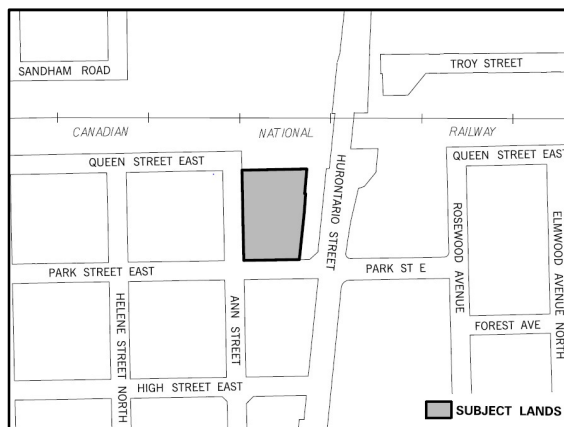 SANDHAM ROAD
TROY STREET
CANADIAN NATIONAL RAILWAY
QUEEN STREET EAST
QUEEN STREET EAST
HURONTARIO STREET
ROSEWOOD AVENUE
ELMWOOD AVENUE NORTH
PARK STREET EAST
PARK ST E
HELENE STREET NORTH
ANN STREET
FOREST AVE
HIGH STREET EAST
SUBJECT LANDS